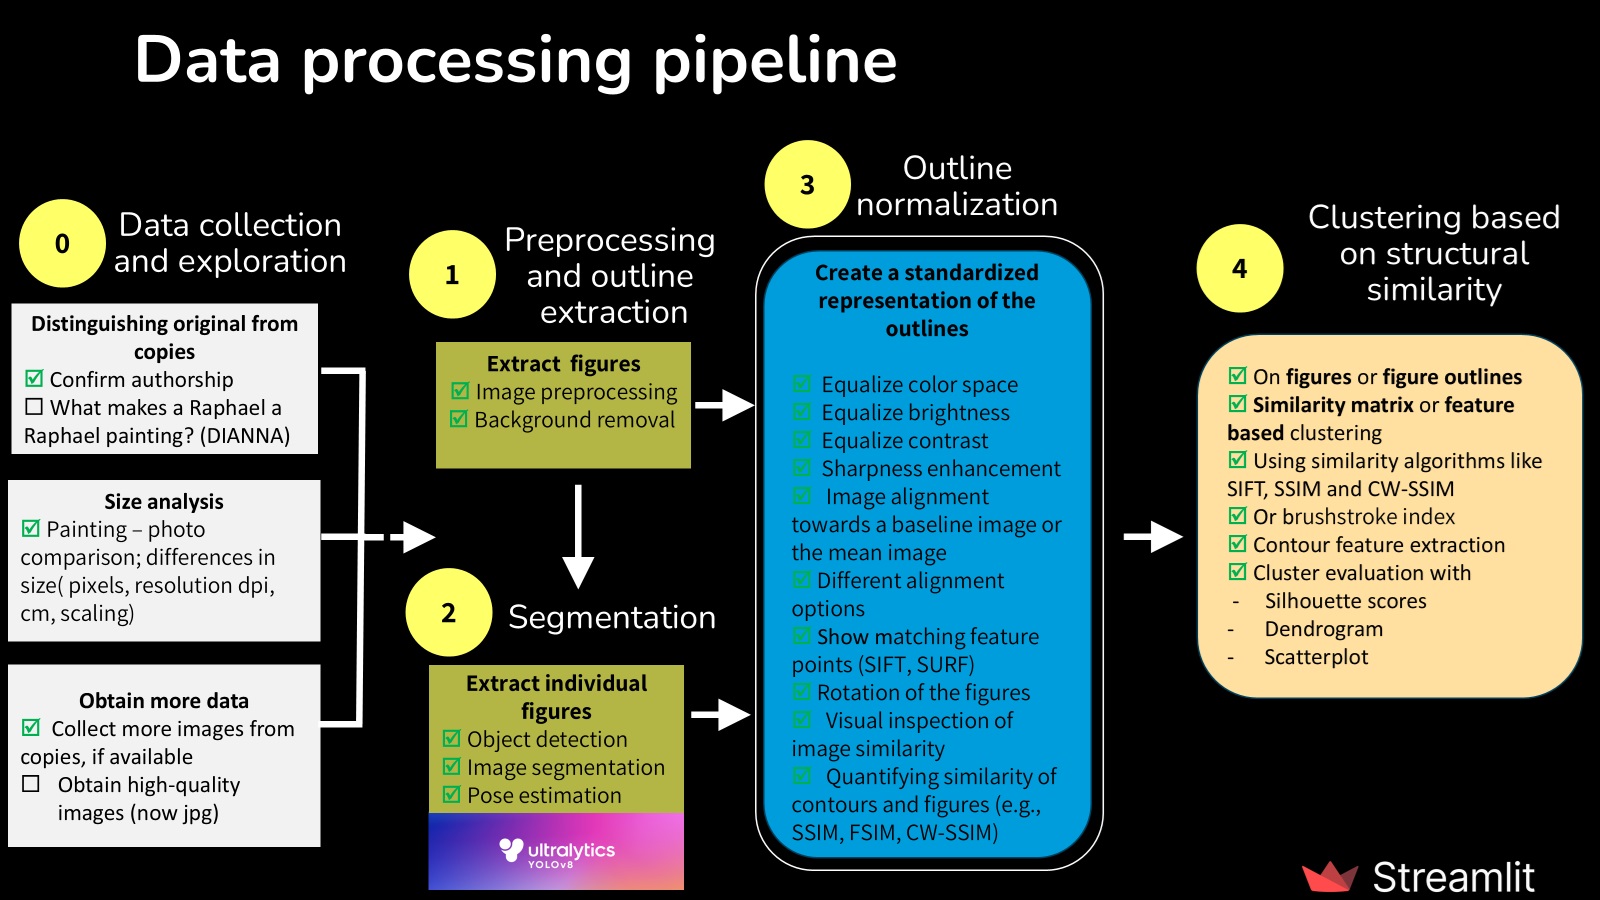 Data processing pipeline
0
Data collection
and exploration
Distinguishing original from
copies
☑ Confirm authorship
☐ What makes a Raphael a
Raphael painting? (DIANNA)
Size analysis
☑ Painting – photo
comparison; differences in
size( pixels, resolution dpi,
cm, scaling)
Obtain more data
☑ Collect more images from
copies, if available
☐ Obtain high-quality
images (now jpg)
1
Preprocessing
and outline
extraction
Extract figures
☑ Image preprocessing
☑ Background removal
2
Segmentation
Extract individual
figures
☑ Object detection
☑ Image segmentation
☑ Pose estimation
ultralytics
YOLOv8
3
Outline
normalization
Create a standardized
representation of the
outlines
☑ Equalize color space
☑ Equalize brightness
☑ Equalize contrast
☑ Sharpness enhancement
☑ Image alignment
towards a baseline image or
the mean image
☑ Different alignment
options
☑ Show matching feature
points (SIFT, SURF)
☑ Rotation of the figures
☑ Visual inspection of
image similarity
☑ Quantifying similarity of
contours and figures (e.g.,
SSIM, FSIM, CW-SSIM)
4
Clustering based
on structural
similarity
☑ On figures or figure outlines
☑ Similarity matrix or feature
based clustering
☑ Using similarity algorithms like
SIFT, SSIM and CW-SSIM
☑ Or brushstroke index
☑ Contour feature extraction
☑ Cluster evaluation with
- Silhouette scores
- Dendrogram
- Scatterplot
Streamlit